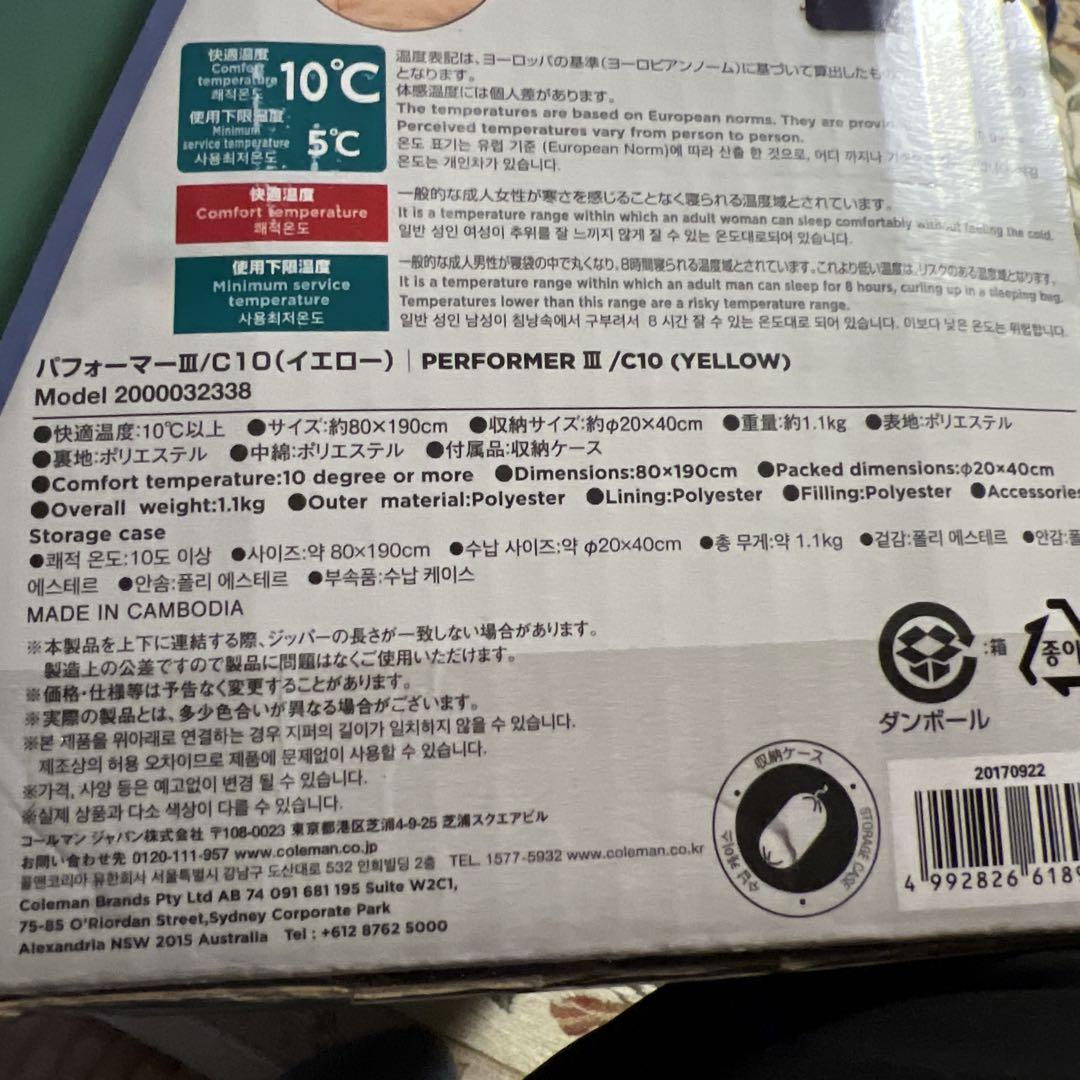 快適温度
Comfort
temperature
쾌적온도
10℃
使用下限温度
Minimum
service temperature
사용최저온도
5℃
温度表記は、ヨーロッパの基準(ヨーロピアンノーム)に基づいて算出したもの
となります。
体感温度には個人差があります。
The temperatures are based on European norms. They are
Perceived temperatures vary from person to person.
온도 표기는 유럽 기준 (European Norm)에 따라 산출 한 것으로, 어디 까지나
온도는 개인차가 있습니다.
快適温度
Comfort temperature
쾌적온도
一般的な成人女性が寒さを感じることなく寝られる温度域とされています。
It is a temperature range within which an adult woman can sleep comfortably without feeling the cold.
일반 성인 여성이 추위를 잘 느끼지 않게 잘 수 있는 온도대로되어 있습니다.
使用下限温度
Minimum service
temperature
사용최저온도
一般的な成人男性が寝袋の中で丸くなり、8時間寝られる温度域とされています。これより低い温度は、リスクのある温度域となります。
It is a temperature range within which an adult man can sleep for 8 hours, curling up in a sleeping bag.
Temperatures lower than this range are a risky temperature range.
일반 성인 남성이 침낭속에서 구부려서 8 시간 잘 수 있는 온도대로 되어 있습니다. 이보다 낮은 온도는 위험합니다.
パフォーマーⅢ/C10(イエロー) | PERFORMER Ⅲ /C10 (YELLOW)
Model 2000032338
●快適温度:10℃以上 ●サイズ:約80×190cm ●収納サイズ:約φ20×40cm ●重量:約1.1kg ●表地:ポリエステル
●裏地:ポリエステル ●中綿:ポリエステル ●付属品:収納ケース
●Comfort temperature:10 degree or more ●Dimensions:80×190cm ●Packed dimensions:φ20×40cm
●Overall weight:1.1kg ●Outer material:Polyester ●Lining:Polyester ●Filling:Polyester ●Accessories
Storage case
●쾌적 온도:10도 이상 ●사이즈:약 80×190cm ●수납 사이즈:약 φ20×40cm ●총 무게:약 1.1kg ●겉감:폴리 에스테르 ●안감:폴
에스테르 ●안솜:폴리 에스테르 ●부속품:수납 케이스
MADE IN CAMBODIA
※本製品を上下に連結する際、ジッパーの長さが一致しない場合があります。
製造上の公差ですので製品に問題はなくご使用いただけます。
※価格・仕様等は予告なく変更することがあります。
※実際の製品とは、多少色合いが異なる場合がございます。
※본 제품을 위아래로 연결하는 경우 지퍼의 길이가 일치하지 않을 수 있습니다.
제조상의 허용 오차이므로 제품에 문제없이 사용할 수 있습니다.
※가격, 사양 등은 예고없이 변경 될 수 있습니다.
※실제 상품과 다소 색상이 다를 수 있습니다.
コールマン ジャパン株式会社 〒108-0023 東京都港区芝浦4-9-25 芝浦スクエアビル
お問い合わせ先 0120-111-957 www.coleman.co.jp
콜맨코리아 유한회사 서울특별시 강남구 도산대로 532 인희빌딩 2층 TEL. 1577-5932 www.coleman.co.kr
Coleman Brands Pty Ltd AB 74 091 681 195 Suite W2C1,
75-85 O'Riordan Street,Sydney Corporate Park
Alexandria NSW 2015 Australia Tel : +612 8762 5000
:箱
ダンボール
종이
収納ケース
STORAGE CASE
수납 케이스
20170922
4 992826 6189